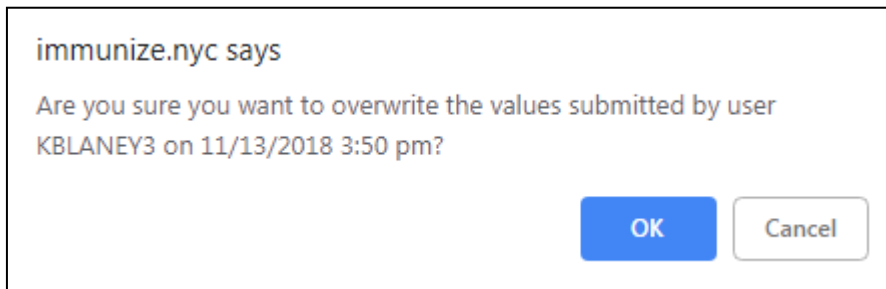 immunize.nyc says
Are you sure you want to overwrite the values submitted by user
KBLANEY3 on 11/13/2018 3:50 pm?
OK
Cancel